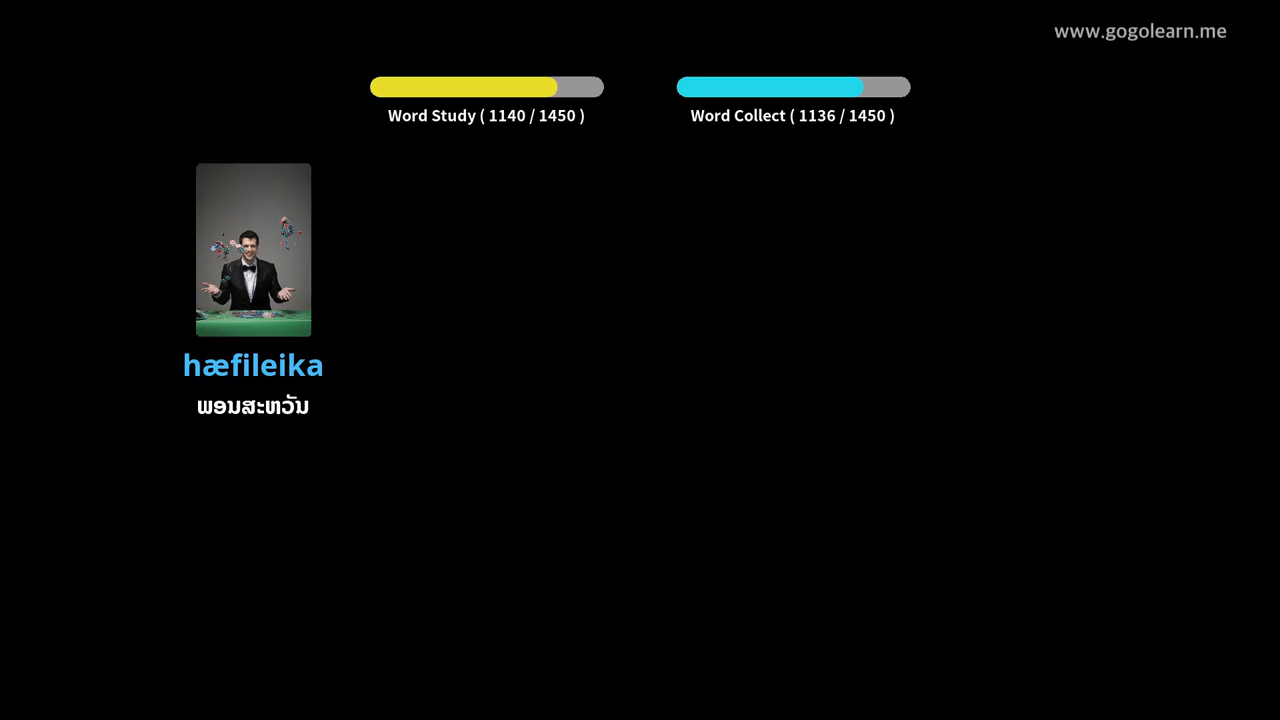 www.gogolearn.me
Word Study ( 1140 / 1450 )
Word Collect ( 1136 / 1450 )
hæfileika
ພອນສະຫວັນ